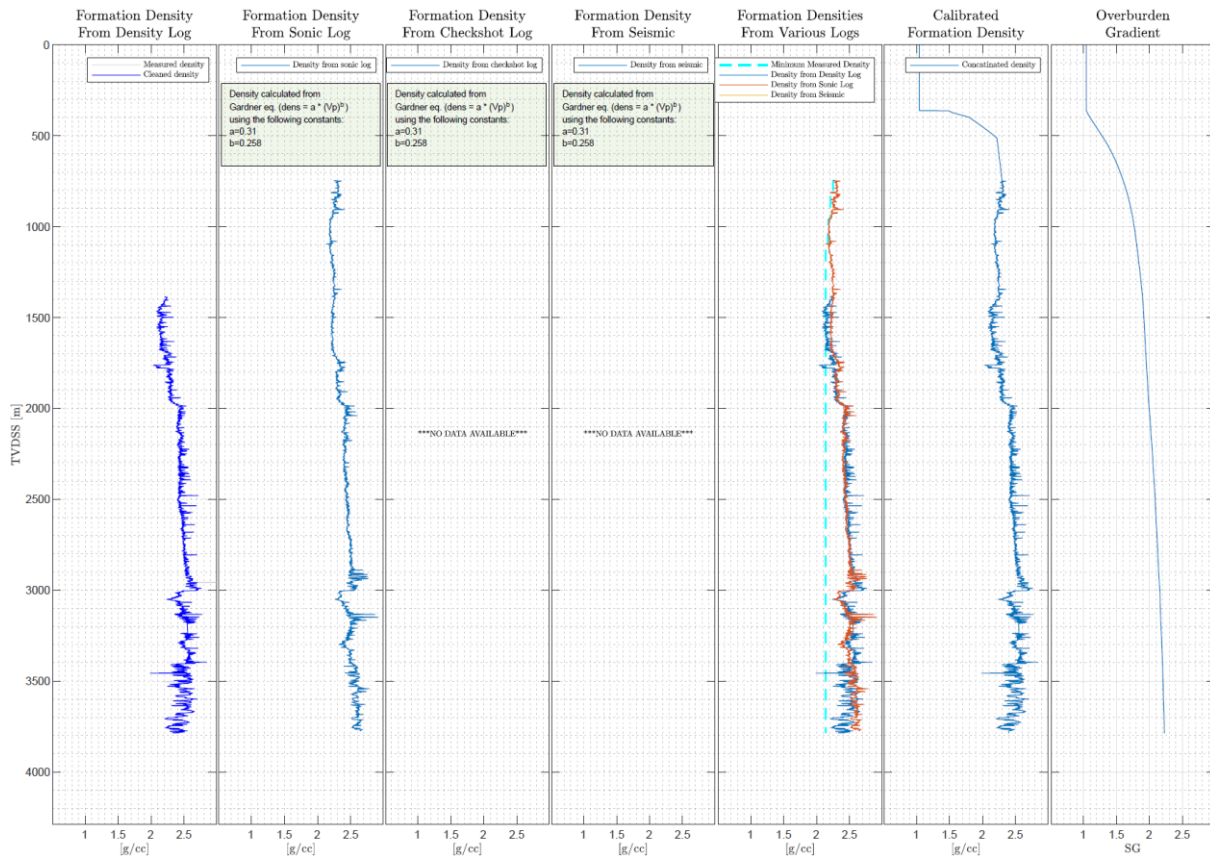 Formation Density
From Density Log
Formation Density
From Sonic Log
Formation Density
From Checkshot Log
Formation Density
From Seismic
Formation Densities
From Various Logs
Calibrated
Formation Density
Overburden
Gradient
Measured density
Cleaned density
Density from sonic log
Density from checkshot log
Density from seismic
Minimum Measured Density
Density from Density Log
Density from Sonic Log
Density from Seismic
Concatinated density
Density calculated from
Gardner eq. (dens = a * (Vp)ᵇ)
using the following constants:
a=0.31
b=0.258
Density calculated from
Gardner eq. (dens = a * (Vp)ᵇ)
using the following constants:
a=0.31
b=0.258
Density calculated from
Gardner eq. (dens = a * (Vp)ᵇ)
using the following constants:
a=0.31
b=0.258
***NO DATA AVAILABLE***
***NO DATA AVAILABLE***
TVDSS [m]
0
500
1000
1500
2000
2500
3000
3500
4000
1 1.5 2 2.5
[g/cc]
1 1.5 2 2.5
[g/cc]
1 1.5 2 2.5
[g/cc]
1 1.5 2 2.5
[g/cc]
1 1.5 2 2.5
[g/cc]
1 1.5 2 2.5
[g/cc]
1 1.5 2 2.5
SG